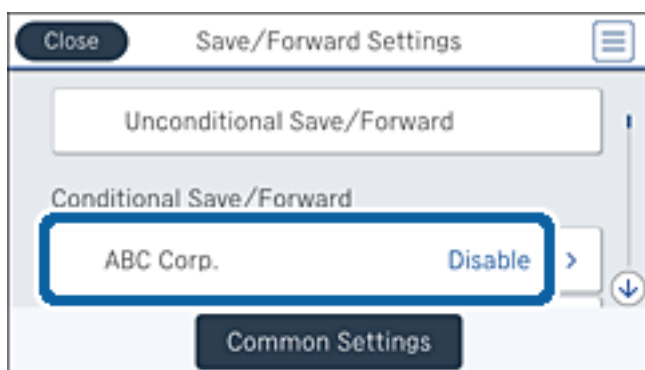 Close Save/Forward Settings
Unconditional Save/Forward
Conditional Save/Forward
ABC Corp. Disable >
Common Settings